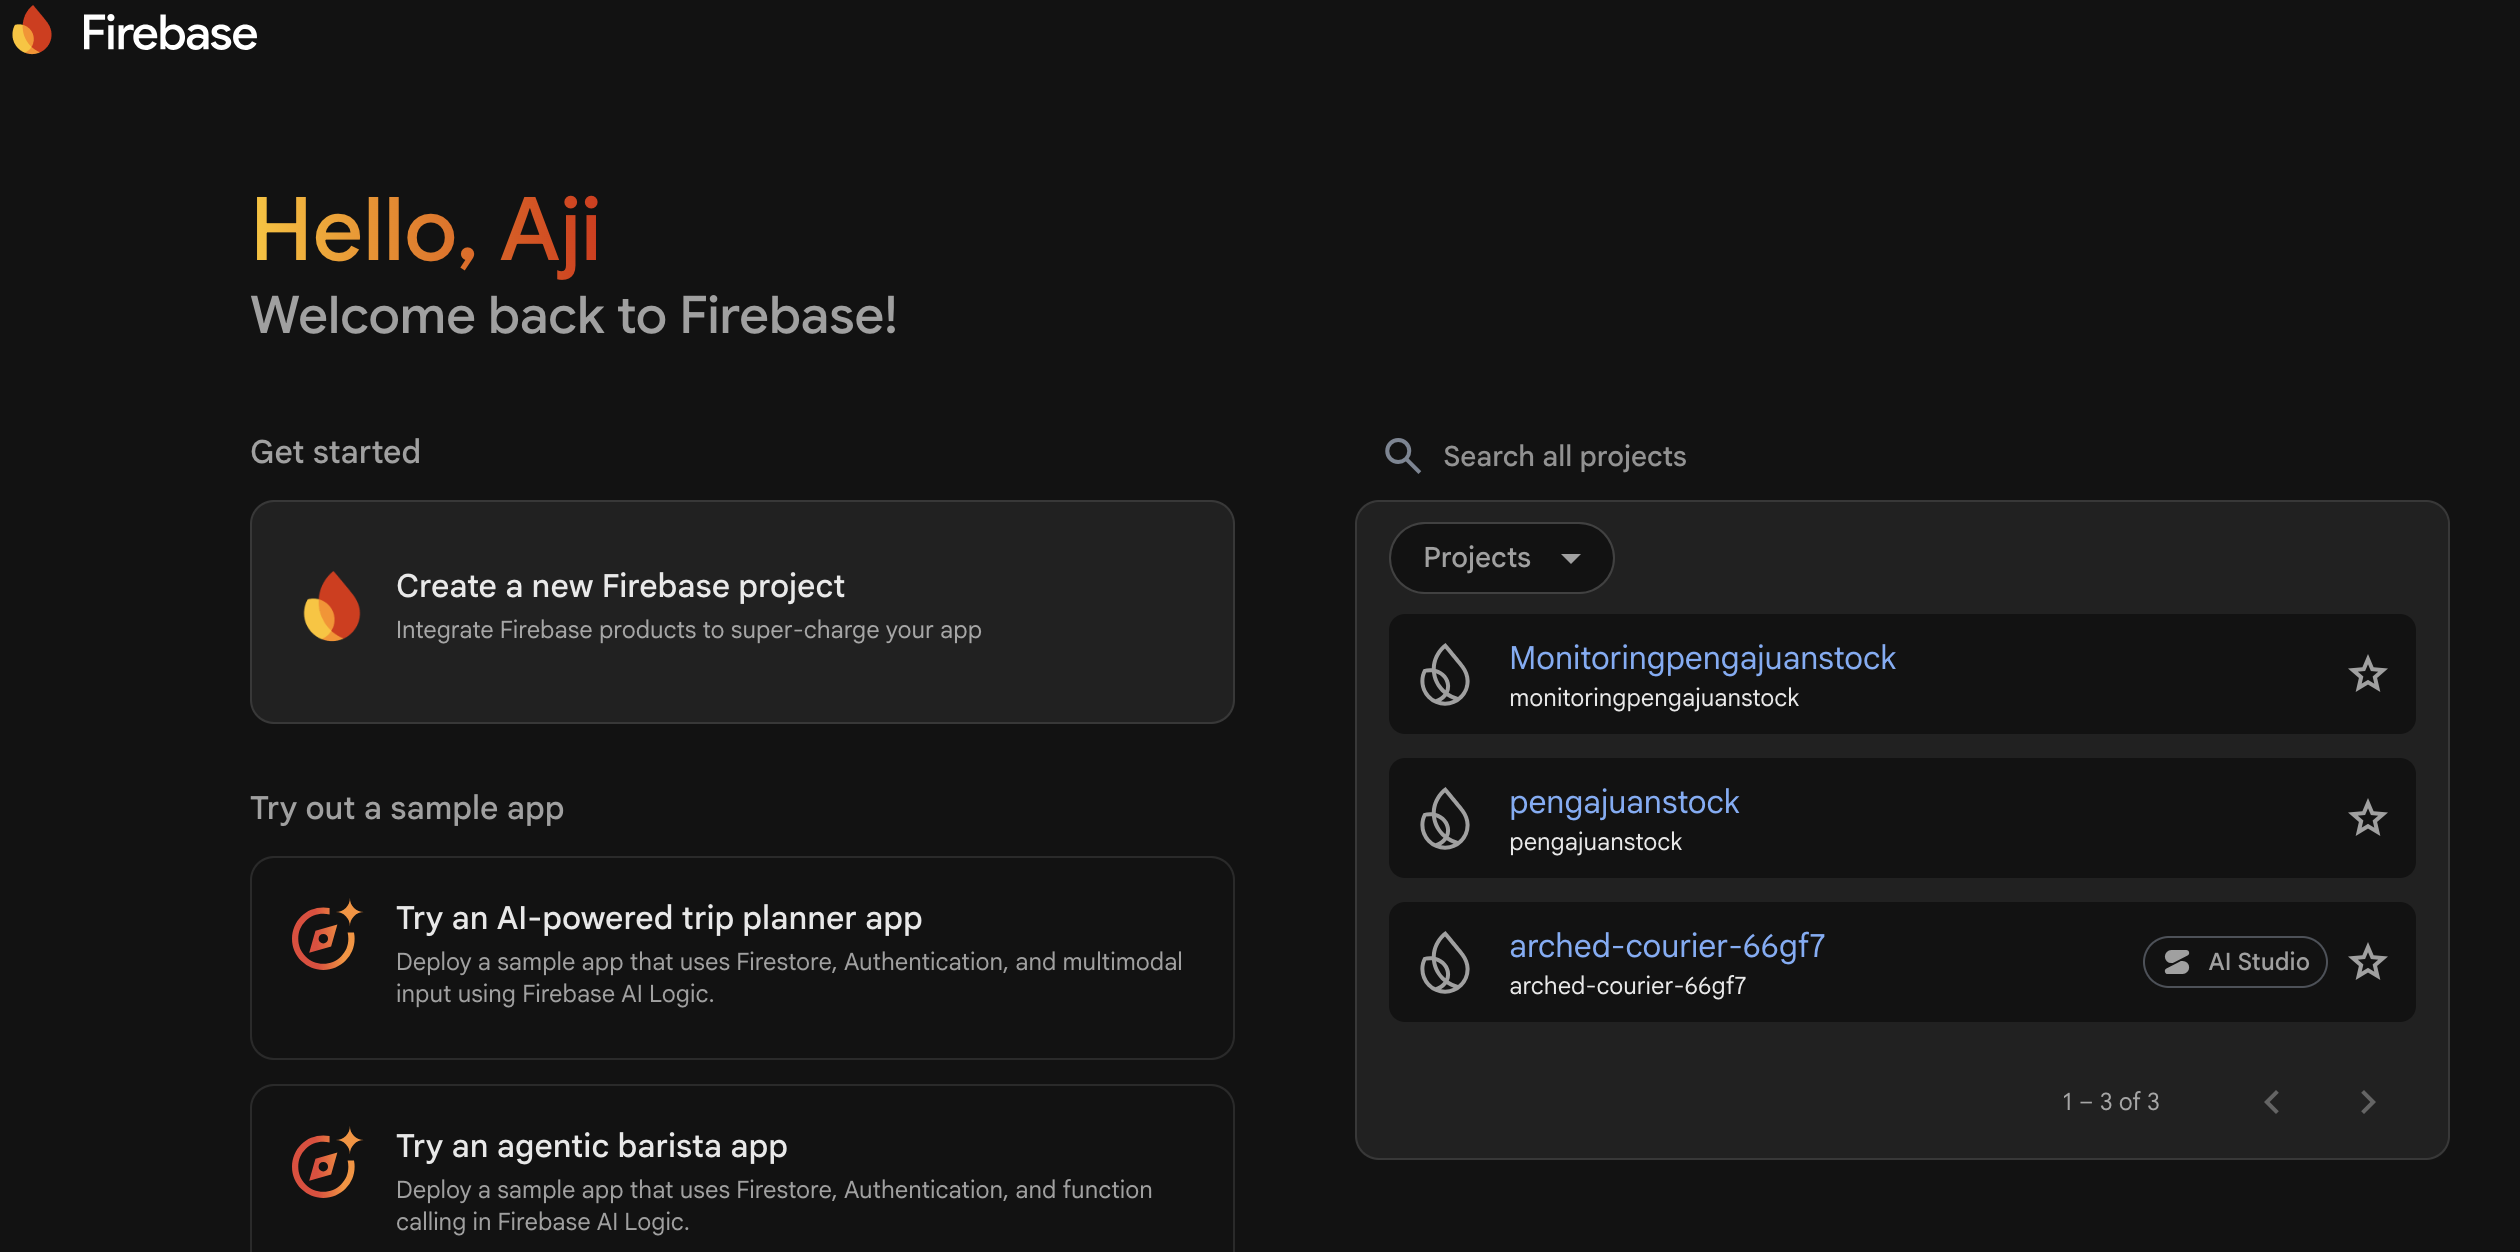 Firebase
Hello, Aji
Welcome back to Firebase!
Get started
Create a new Firebase project
Integrate Firebase products to super-charge your app
Try out a sample app
Try an AI-powered trip planner app
Deploy a sample app that uses Firestore, Authentication, and multimodal
input using Firebase AI Logic.
Try an agentic barista app
Deploy a sample app that uses Firestore, Authentication, and function
calling in Firebase AI Logic.
Search all projects
Projects
Monitoringpengajuanstock
monitoringpengajuanstock
pengajuanstock
pengajuanstock
arched-courier-66gf7
arched-courier-66gf7
AI Studio
1 – 3 of 3